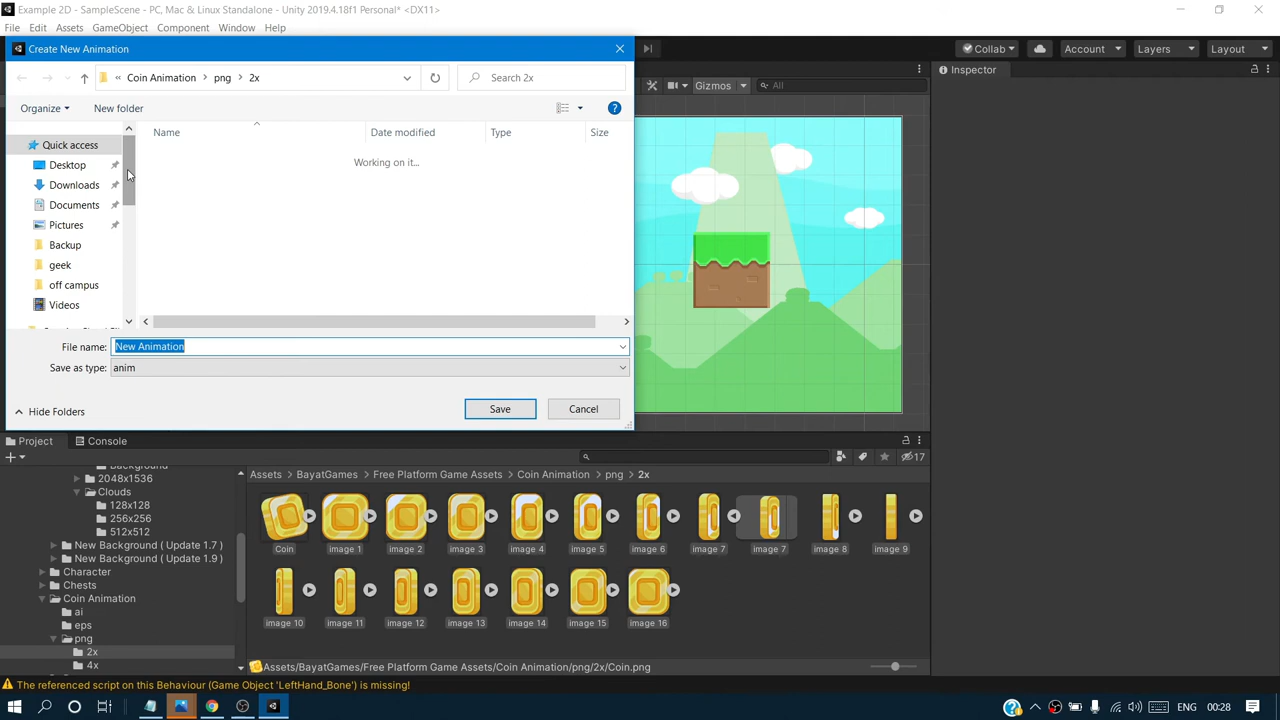 Example 2D - SampleScene - PC, Mac & Linux Standalone - Unity 2019.4.18f1 Personal* <DX11>
File Edit Assets GameObject Component Window Help
Create New Animation
Collab Account Layers Layout
« Coin Animation > png > 2x
Search 2x
Gizmos All
Inspector
Organize New folder
Name Date modified Type Size
Working on it...
Quick access
Desktop
Downloads
Documents
Pictures
Backup
geek
off campus
Videos
File name: New Animation
Save as type: anim
Hide Folders
Save Cancel
Project Console
17
Background
2048x1536
Clouds
128x128
256x256
512x512
New Background ( Update 1.7 )
New Background ( Update 1.9 )
Character
Chests
Coin Animation
ai
eps
png
2x
4x
Assets > BayatGames > Free Platform Game Assets > Coin Animation > png > 2x
Coin image 1 image 2 image 3 image 4 image 5 image 6 image 7 image 7 image 8 image 9
image 10 image 11 image 12 image 13 image 14 image 15 image 16
Assets/BayatGames/Free Platform Game Assets/Coin Animation/png/2x/Coin.png
The referenced script on this Behaviour (Game Object 'LeftHand_Bone') is missing!
ENG 00:28